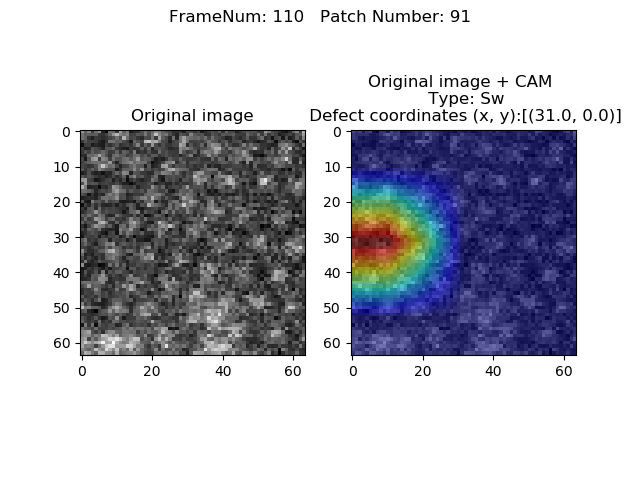 FrameNum: 110   Patch Number: 91
Original image
Original image + CAM
Type: Sw
Defect coordinates (x, y):[(31.0, 0.0)]
0
10
20
30
40
50
60
0 20 40 60
0
10
20
30
40
50
60
0 20 40 60